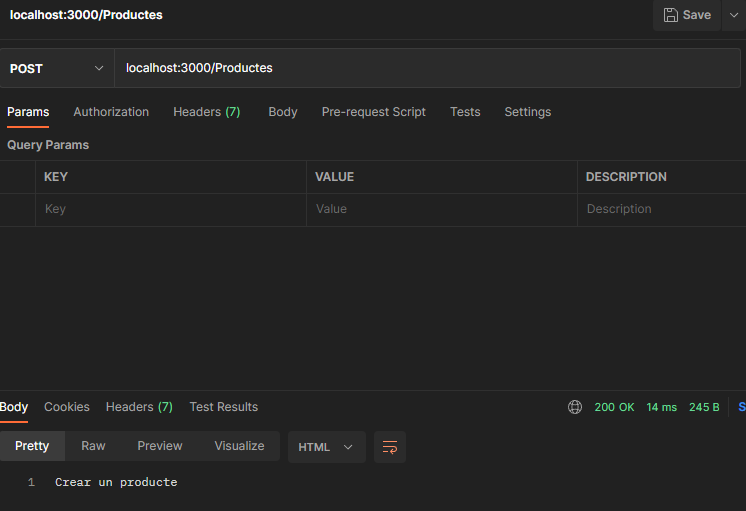 localhost:3000/Productes Save
POST localhost:3000/Productes
Params Authorization Headers (7) Body Pre-request Script Tests Settings
Query Params
KEY VALUE DESCRIPTION
Key Value Description
Body Cookies Headers (7) Test Results 200 OK 14 ms 245 B S
Pretty Raw Preview Visualize HTML
1 Crear un producte